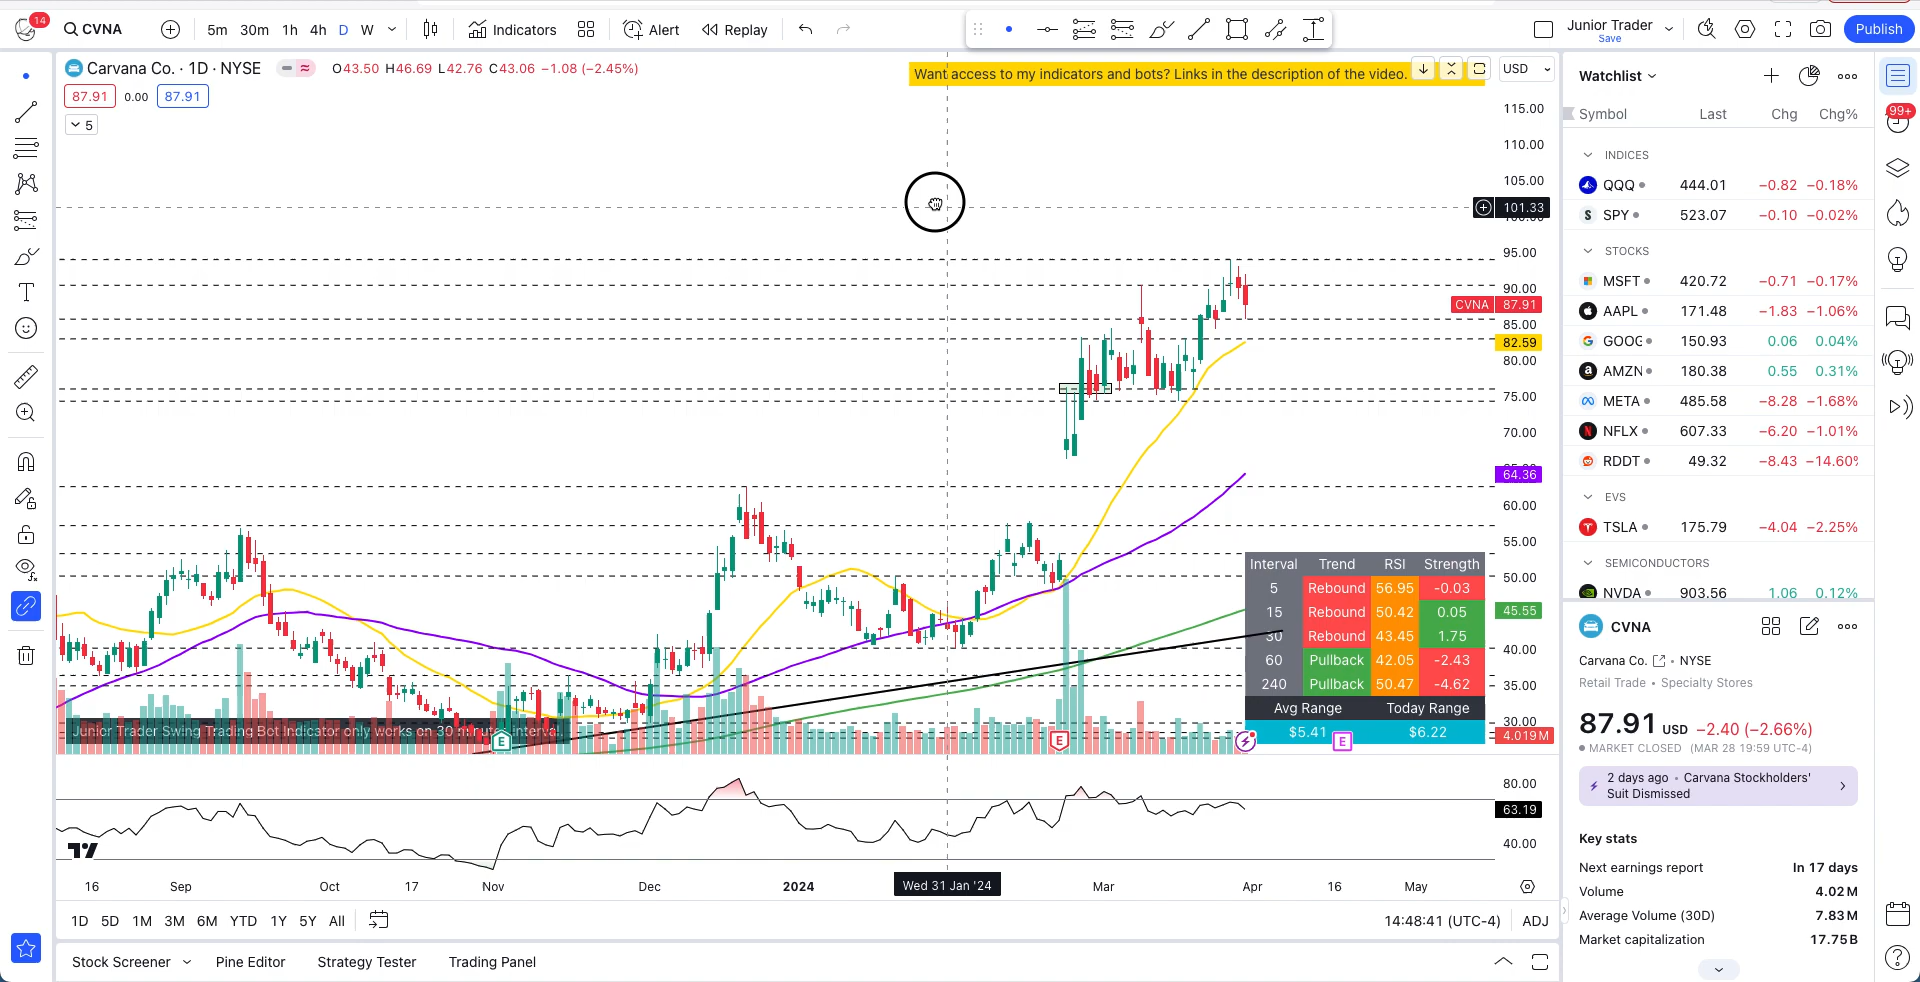 14
CVNA
5m 30m 1h 4h D W
Indicators
Alert
Replay
Junior Trader
Save
Publish
Carvana Co. · 1D · NYSE
O43.50 H46.69 L42.76 C43.06 −1.08 (−2.45%)
Want access to my indicators and bots? Links in the description of the video.
USD
87.91 0.00 87.91
5
115.00
110.00
105.00
101.33
95.00
90.00
CVNA 87.91
85.00
82.59
80.00
75.00
70.00
64.36
60.00
55.00
50.00
45.55
40.00
35.00
30.00
4.019M
Interval Trend RSI Strength
5 Rebound 56.95 -0.03
15 Rebound 50.42 0.05
30 Rebound 43.45 1.75
60 Pullback 42.05 -2.43
240 Pullback 50.47 -4.62
Avg Range Today Range
$5.41 $6.22
Junior Trader Swing Trading Bot Indicator only works on 30 minute interval.
E
E
E
80.00
63.19
40.00
16 Sep Oct 17 Nov Dec 2024 Wed 31 Jan '24 Mar Apr 16 May
1D 5D 1M 3M 6M YTD 1Y 5Y All
14:48:41 (UTC-4) ADJ
Stock Screener Pine Editor Strategy Tester Trading Panel
Watchlist
Symbol Last Chg Chg%
INDICES
QQQ 444.01 −0.82 −0.18%
SPY 523.07 −0.10 −0.02%
STOCKS
MSFT 420.72 −0.71 −0.17%
AAPL 171.48 −1.83 −1.06%
GOOG 150.93 0.06 0.04%
AMZN 180.38 0.55 0.31%
META 485.58 −8.28 −1.68%
NFLX 607.33 −6.20 −1.01%
RDDT 49.32 −8.43 −14.60%
EVS
TSLA 175.79 −4.04 −2.25%
SEMICONDUCTORS
NVDA 903.56 1.06 0.12%
CVNA
Carvana Co. • NYSE
Retail Trade • Specialty Stores
87.91 USD −2.40 (−2.66%)
MARKET CLOSED (MAR 28 19:59 UTC-4)
2 days ago • Carvana Stockholders'
Suit Dismissed
Key stats
Next earnings report In 17 days
Volume 4.02M
Average Volume (30D) 7.83M
Market capitalization 17.75B
99+